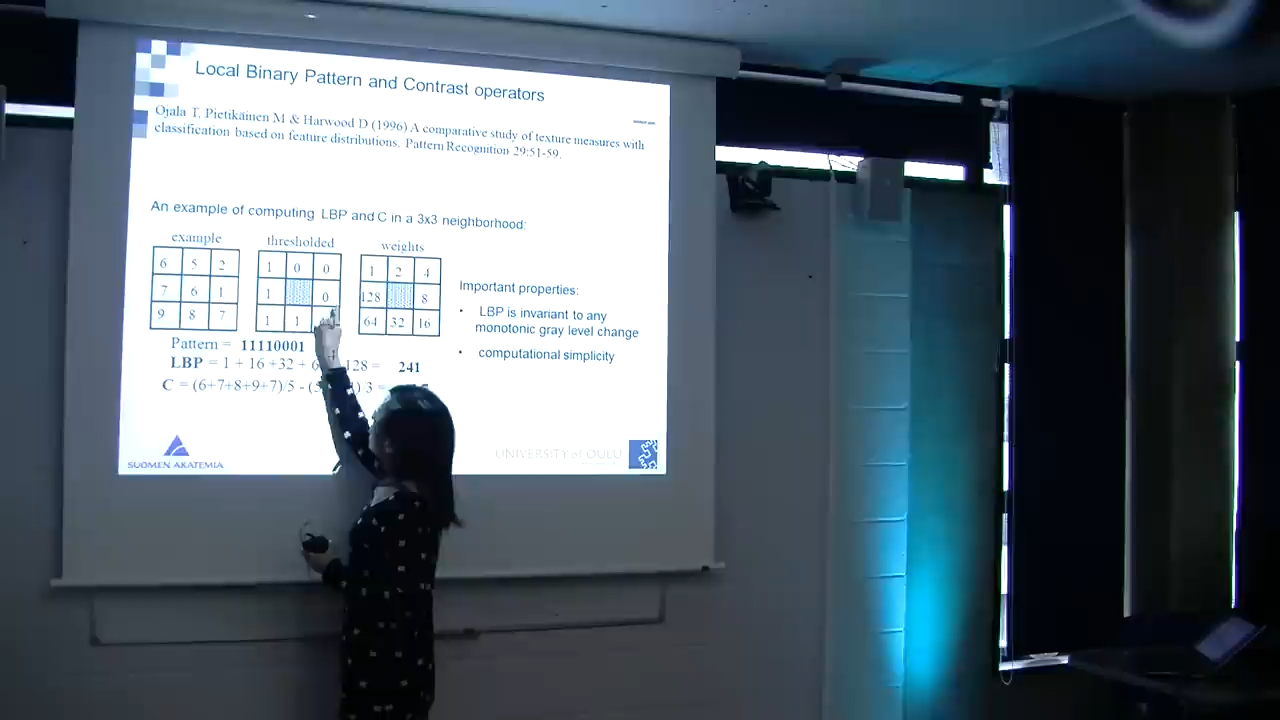 Local Binary Pattern and Contrast operators
Ojala T, Pietikäinen M & Harwood D (1996) A comparative study of texture measures with
classification based on feature distributions. Pattern Recognition 29:51-59.
An example of computing LBP and C in a 3x3 neighborhood:
example thresholded weights
6 5 2 1 0 0 1 2 4
7 6 1 1 0 128 8
9 8 7 1 1 64 32 16
Important properties:
• LBP is invariant to any
monotonic gray level change
• computational simplicity
Pattern = 11110001
LBP = 1 + 16 +32 + 128 = 241
C = (6+7+8+9+7)/5 - ( ) 3 =
SUOMEN AKATEMIA
UNIVERSITY of OULU